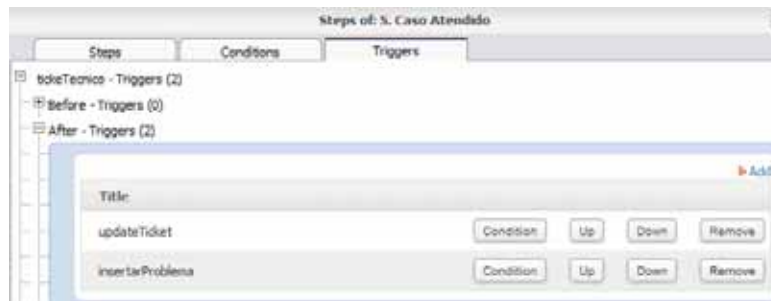 Steps of: 5. Caso Atendido
Steps Conditions Triggers
tickeTecnico - Triggers (2)
Before - Triggers (0)
After - Triggers (2)
Add
Title
updateTicket Condition Up Down Remove
insertarProblema Condition Up Down Remove